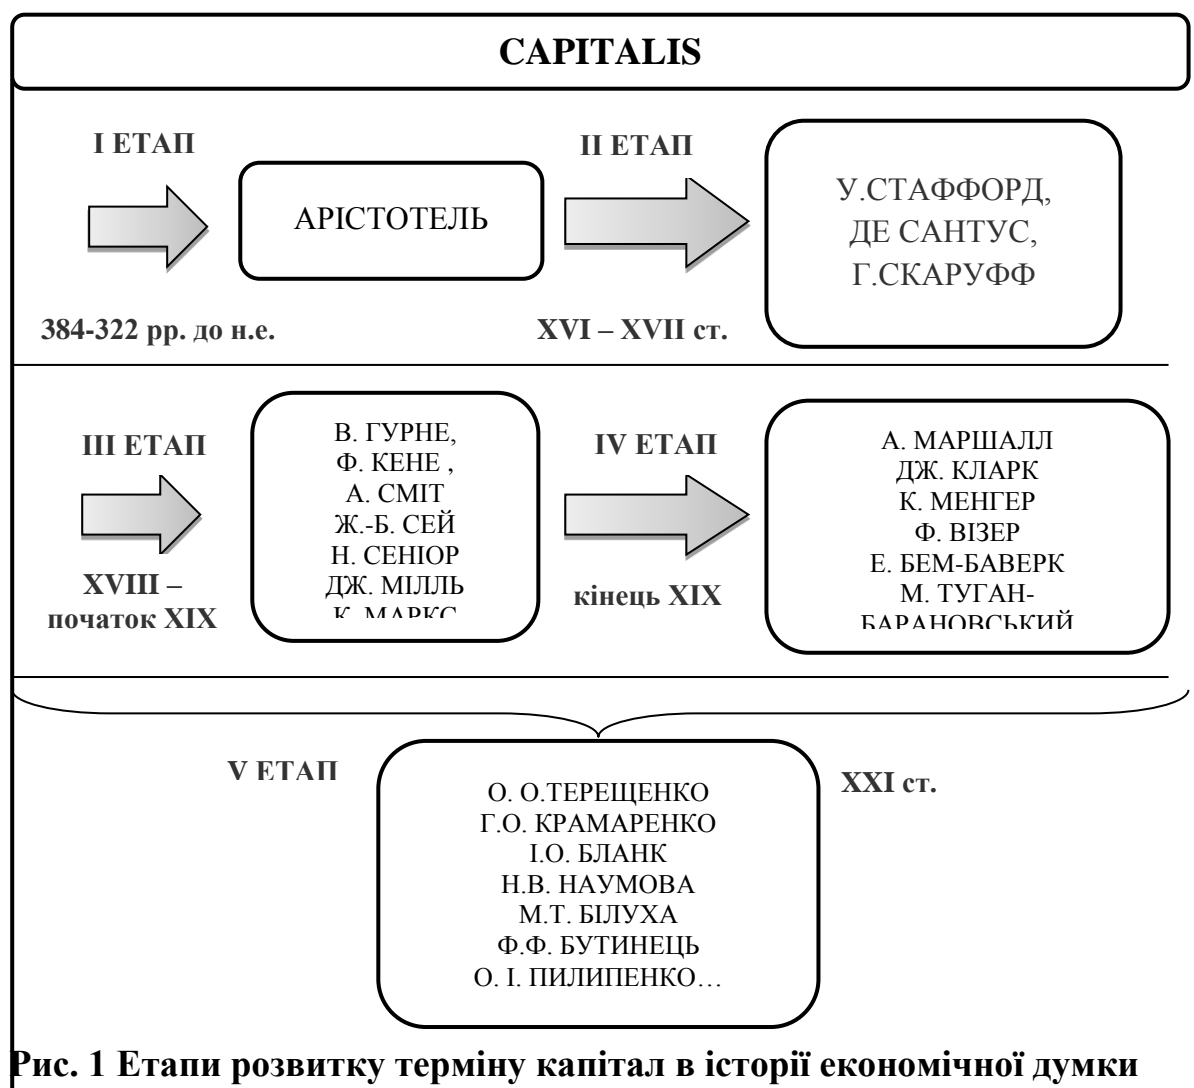 CAPITALIS
I ЕТАП
АРІСТОТЕЛЬ
384-322 рр. до н.е.
II ЕТАП
У.СТАФФОРД,
ДЕ САНТУС,
Г.СКАРУФФ
XVI – XVII ст.
III ЕТАП
XVIII –
початок XIX
В. ГУРНЕ,
Ф. КЕНЕ ,
А. СМІТ
Ж.-Б. СЕЙ
Н. СЕНІОР
ДЖ. МІЛЛЬ
К. МАРКС
IV ЕТАП
кінець XIX
А. МАРШАЛЛ
ДЖ. КЛАРК
К. МЕНГЕР
Ф. ВІЗЕР
Е. БЕМ-БАВЕРК
М. ТУГАН-
БАРАНОВСЬКИЙ
V ЕТАП
О. О.ТЕРЕЩЕНКО
Г.О. КРАМАРЕНКО
І.О. БЛАНК
Н.В. НАУМОВА
М.Т. БІЛУХА
Ф.Ф. БУТИНЕЦЬ
О. І. ПИЛИПЕНКО…
XXI ст.
Рис. 1 Етапи розвитку терміну капітал в історії економічної думки